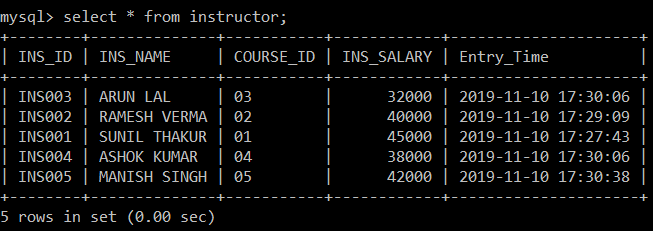 mysql> select * from instructor;
+--------+--------------+-----------+------------+---------------------+
| INS_ID | INS_NAME     | COURSE_ID | INS_SALARY | Entry_Time          |
+--------+--------------+-----------+------------+---------------------+
| INS003 | ARUN LAL     | 03        |      32000 | 2019-11-10 17:30:06 |
| INS002 | RAMESH VERMA | 02        |      40000 | 2019-11-10 17:29:09 |
| INS001 | SUNIL THAKUR | 01        |      45000 | 2019-11-10 17:27:43 |
| INS004 | ASHOK KUMAR  | 04        |      38000 | 2019-11-10 17:30:06 |
| INS005 | MANISH SINGH | 05        |      42000 | 2019-11-10 17:30:38 |
+--------+--------------+-----------+------------+---------------------+
5 rows in set (0.00 sec)